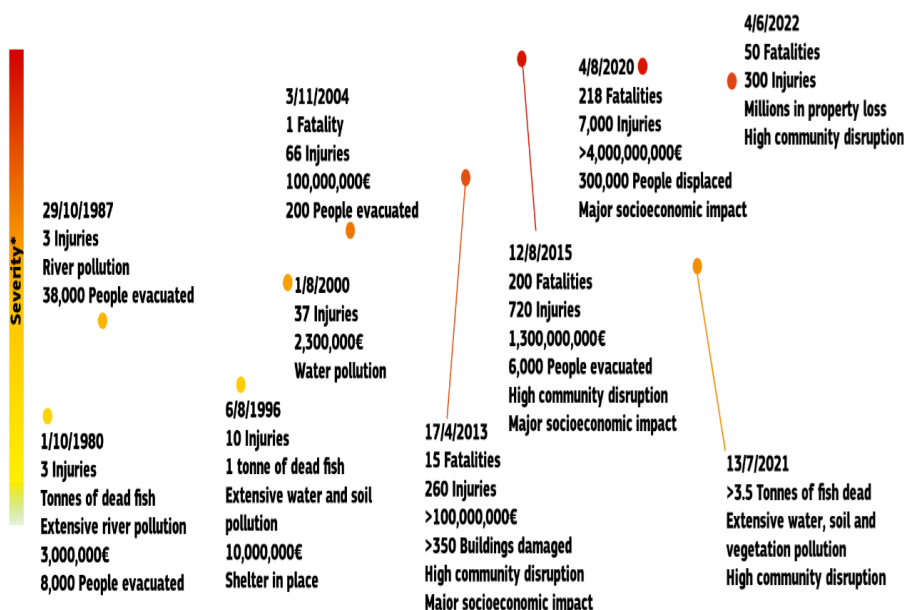 Severity*
1/10/1980
3 Injuries
Tonnes of dead fish
Extensive river pollution
3,000,000€
8,000 People evacuated
29/10/1987
3 Injuries
River pollution
38,000 People evacuated
6/8/1996
10 Injuries
1 tonne of dead fish
Extensive water and soil
pollution
10,000,000€
Shelter in place
1/8/2000
37 Injuries
2,300,000€
Water pollution
3/11/2004
1 Fatality
66 Injuries
100,000,000€
200 People evacuated
17/4/2013
15 Fatalities
260 Injuries
>100,000,000€
>350 Buildings damaged
High community disruption
Major socioeconomic impact
12/8/2015
200 Fatalities
720 Injuries
1,300,000,000€
6,000 People evacuated
High community disruption
Major socioeconomic impact
4/8/2020
218 Fatalities
7,000 Injuries
>4,000,000,000€
300,000 People displaced
Major socioeconomic impact
13/7/2021
>3.5 Tonnes of fish dead
Extensive water, soil and
vegetation pollution
High community disruption
4/6/2022
50 Fatalities
300 Injuries
Millions in property loss
High community disruption